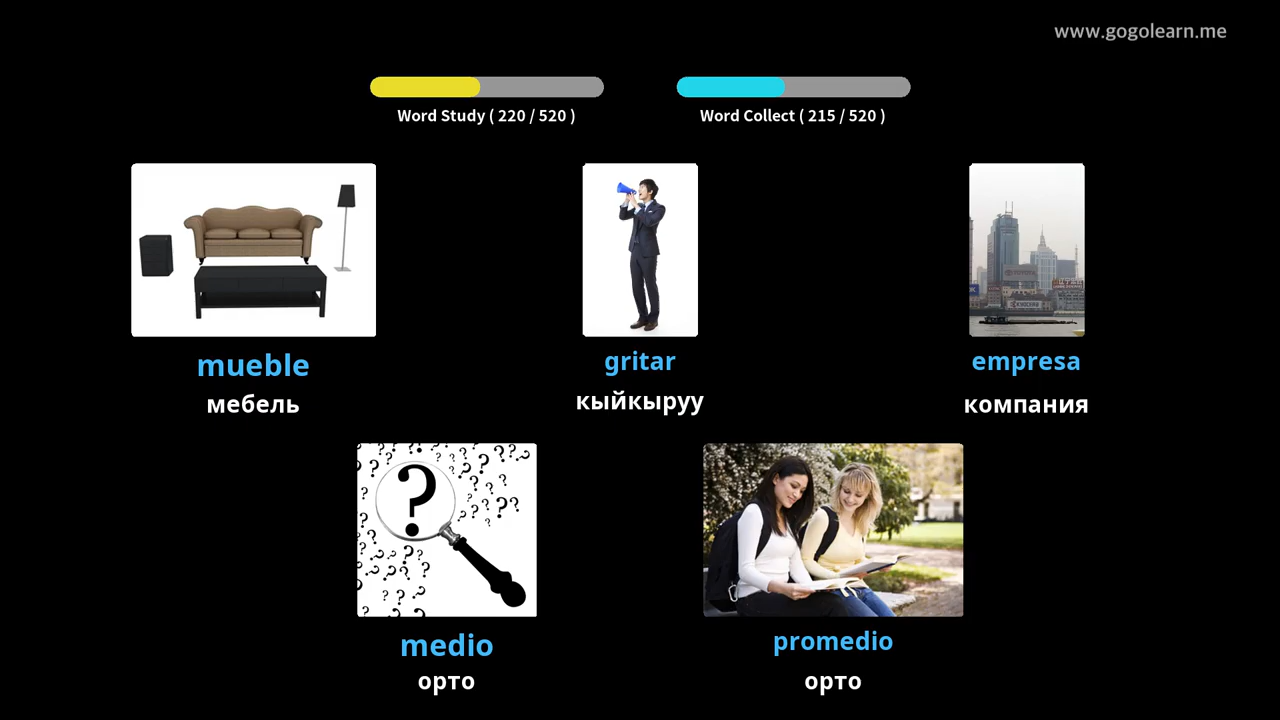 www.gogolearn.me
Word Study ( 220 / 520 )
Word Collect ( 215 / 520 )
mueble
gritar
empresa
мебель
кыйкыруу
компания
TOYOTA
medio
promedio
орто
орто